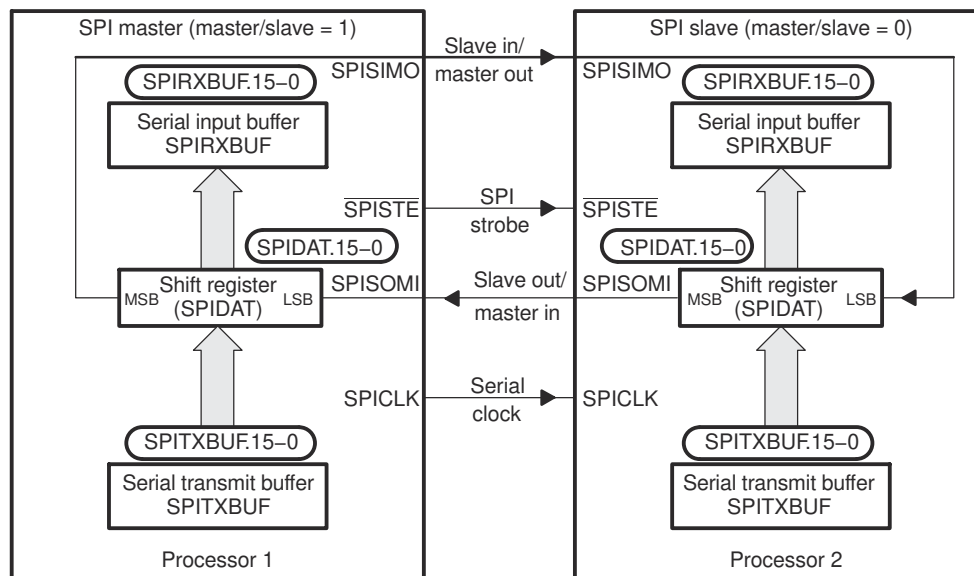 SPI master (master/slave = 1)
SPIRXBUF.15−0
Serial input buffer
SPIRXBUF
SPIDAT.15−0
MSB
Shift register
(SPIDAT)
LSB
SPITXBUF.15−0
Serial transmit buffer
SPITXBUF
Processor 1
SPISIMO
SPISTE
SPISOMI
SPICLK
Slave in/
master out
SPI
strobe
Slave out/
master in
Serial
clock
SPI slave (master/slave = 0)
SPISIMO
SPISTE
SPISOMI
SPICLK
SPIRXBUF.15−0
Serial input buffer
SPIRXBUF
SPIDAT.15−0
MSB
Shift register
(SPIDAT)
LSB
SPITXBUF.15−0
Serial transmit buffer
SPITXBUF
Processor 2